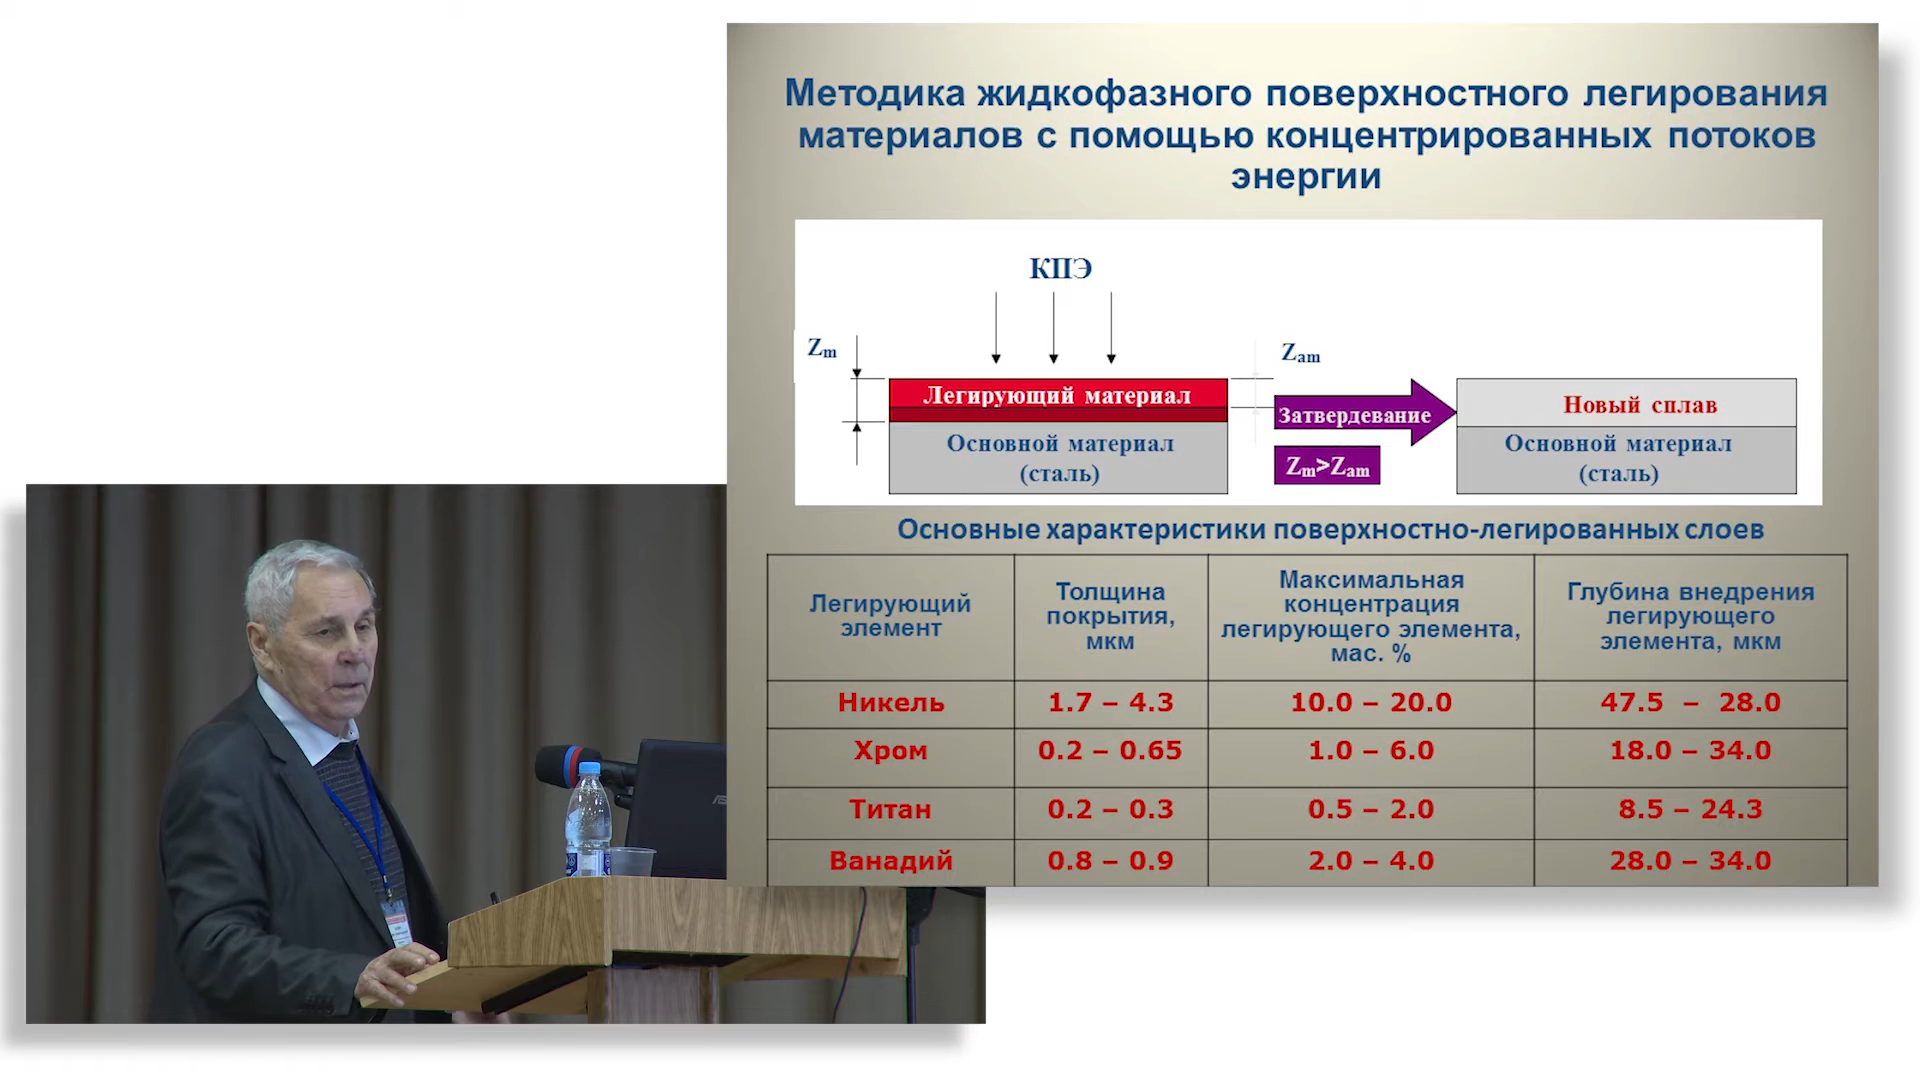 Методика жидкофазного поверхностного легирования
материалов с помощью концентрированных потоков
энергии
КПЭ
Zm
Zam
Легирующий материал
Основной материал
(сталь)
Затвердевание
Zm>Zam
Новый сплав
Основной материал
(сталь)
Основные характеристики поверхностно-легированных слоев
Легирующий
элемент
Толщина
покрытия,
мкм
Максимальная
концентрация
легирующего элемента,
мас. %
Глубина внедрения
легирующего
элемента, мкм
Никель 1.7 – 4.3 10.0 – 20.0 47.5 – 28.0
Хром 0.2 – 0.65 1.0 – 6.0 18.0 – 34.0
Титан 0.2 – 0.3 0.5 – 2.0 8.5 – 24.3
Ванадий 0.8 – 0.9 2.0 – 4.0 28.0 – 34.0